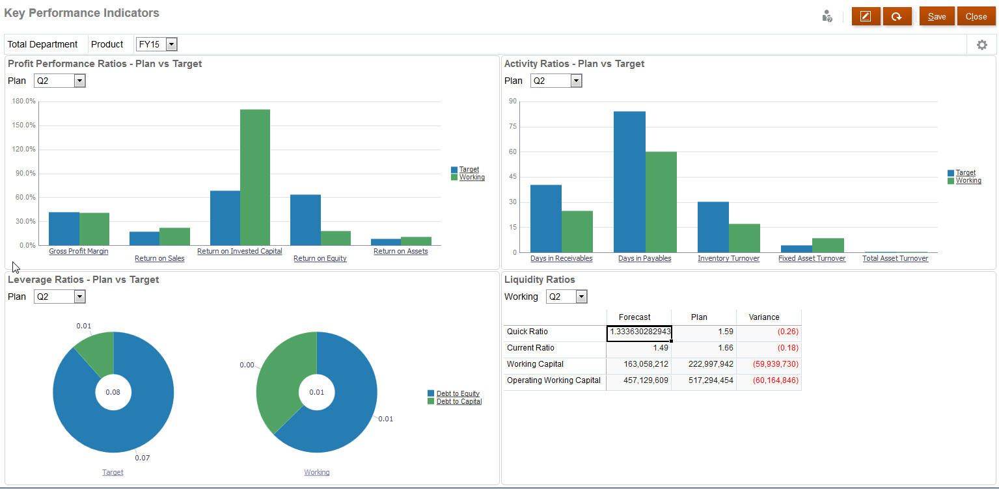 Key Performance Indicators
Save Close
Total Department Product FY15
Profit Performance Ratios - Plan vs Target
Plan Q2
180.0%
150.0%
120.0%
90.0%
60.0%
30.0%
0.0%
Gross Profit Margin
Return on Sales
Return on Invested Capital
Return on Equity
Return on Assets
Target
Working
Activity Ratios - Plan vs Target
Plan Q2
90
75
60
45
30
15
0
Days in Receivables
Days in Payables
Inventory Turnover
Fixed Asset Turnover
Total Asset Turnover
Target
Working
Leverage Ratios - Plan vs Target
Plan Q2
0.01
0.08
0.07
Target
0.00
0.01
0.01
Working
Debt to Equity
Debt to Capital
Liquidity Ratios
Working Q2
Forecast Plan Variance
Quick Ratio 1.333630282943 1.59 (0.26)
Current Ratio 1.49 1.66 (0.18)
Working Capital 163,058,212 222,997,942 (59,939,730)
Operating Working Capital 457,129,609 517,294,454 (60,164,846)